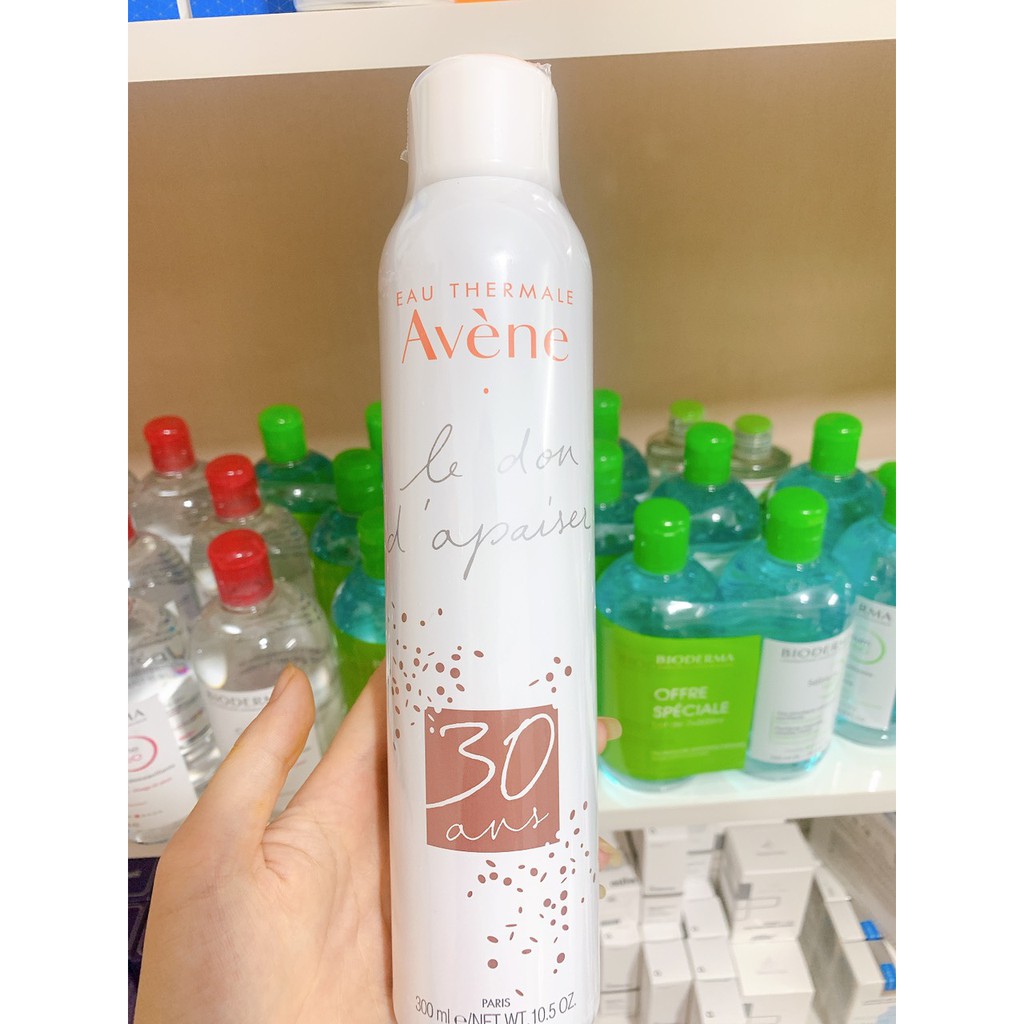 EAU THERMALE
Avène
le don
d'apaiser
30
ans
PARIS
300 ml e/NET WT. 10.5 OZ.
BIODERMA
BIODERMA
OFFRE
SPÉCIALE
BIODERMA